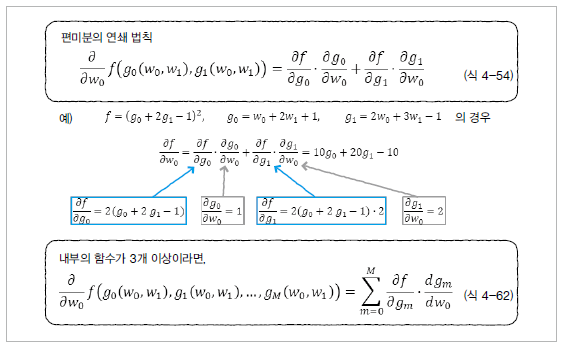 편미분의 연쇄 법칙
∂/∂w₀ f(g₀(w₀, w₁), g₁(w₀, w₁)) = ∂f/∂g₀ · ∂g₀/∂w₀ + ∂f/∂g₁ · ∂g₁/∂w₀ (식 4-54)
예) f = (g₀ + 2g₁ − 1)², g₀ = w₀ + 2w₁ + 1, g₁ = 2w₀ + 3w₁ − 1 의 경우
∂f/∂w₀ = ∂f/∂g₀ · ∂g₀/∂w₀ + ∂f/∂g₁ · ∂g₁/∂w₀ = 10g₀ + 20g₁ − 10
∂f/∂g₀ = 2(g₀ + 2 g₁ − 1) ∂g₀/∂w₀ = 1 ∂f/∂g₁ = 2(g₀ + 2 g₁ − 1) · 2 ∂g₁/∂w₀ = 2
내부의 함수가 3개 이상이라면,
∂/∂w₀ f(g₀(w₀, w₁), g₁(w₀, w₁), ..., g_M(w₀, w₁)) = ∑_{m=0}^{M} ∂f/∂g_m · dg_m/dw₀ (식 4-62)